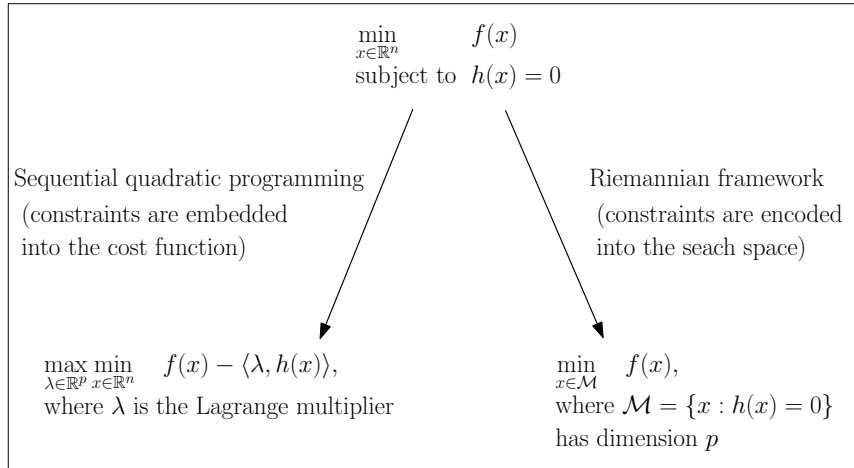 min f(x)
x∈ℝⁿ
subject to h(x) = 0
Sequential quadratic programming
(constraints are embedded
into the cost function)
Riemannian framework
(constraints are encoded
into the seach space)
max min f(x) − ⟨λ, h(x)⟩,
λ∈ℝᵖ x∈ℝⁿ
where λ is the Lagrange multiplier
min f(x),
x∈ℳ
where ℳ = {x : h(x) = 0}
has dimension p